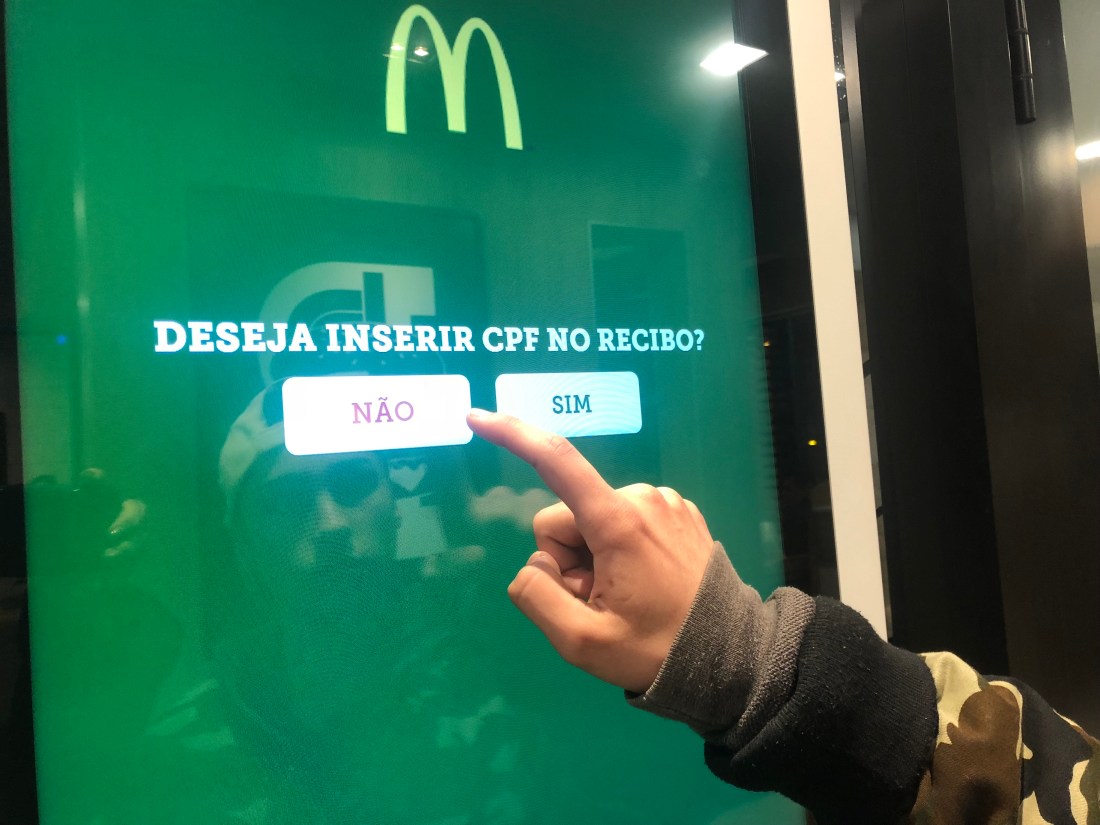 DESEJA INSERIR CPF NO RECIBO?
NÃO SIM